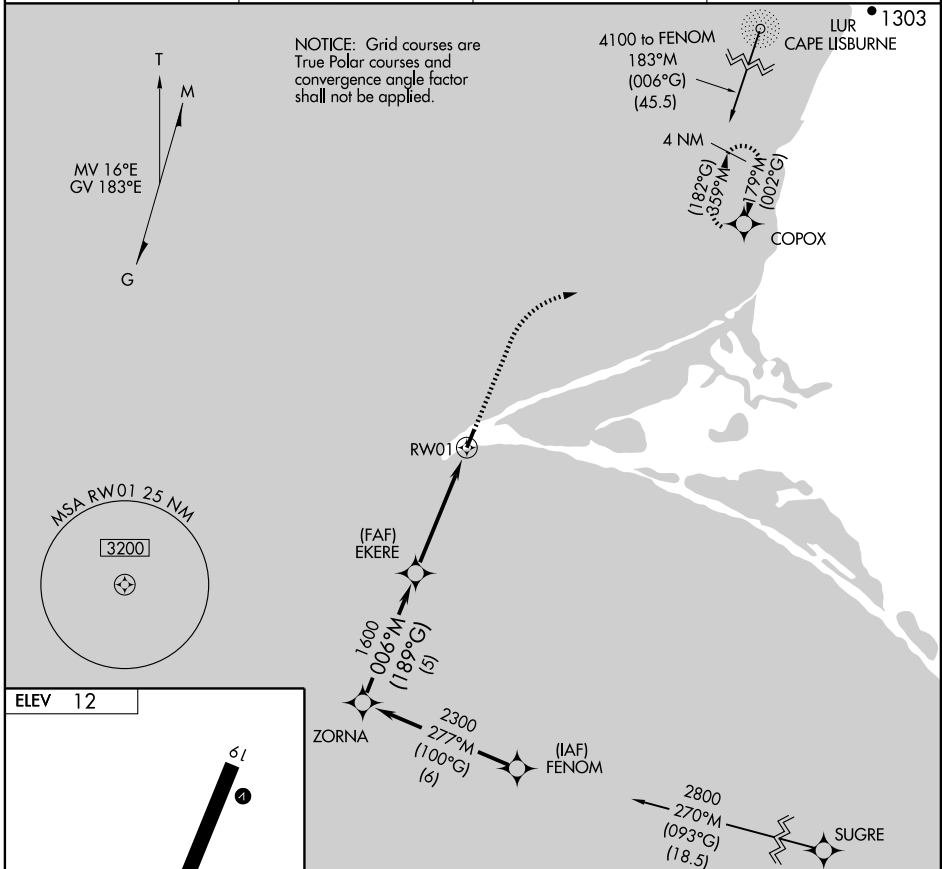 NOTICE: Grid courses are
True Polar courses and
convergence angle factor
shall not be applied.
T
M
MV 16°E
GV 183°E
G
4100 to FENOM
183°M
(006°G)
(45.5)
LUR
CAPE LISBURNE
1303
4 NM
(182°G)
359°M
179°M
(002°G)
COPOX
RW01
MSA RW01 25 NM
3200
(FAF)
EKERE
1600
006°M
(189°G)
(5)
ZORNA
2300
277°M
(100°G)
(6)
(IAF)
FENOM
2800
270°M
(093°G)
(18.5)
SUGRE
ELEV 12
19
V